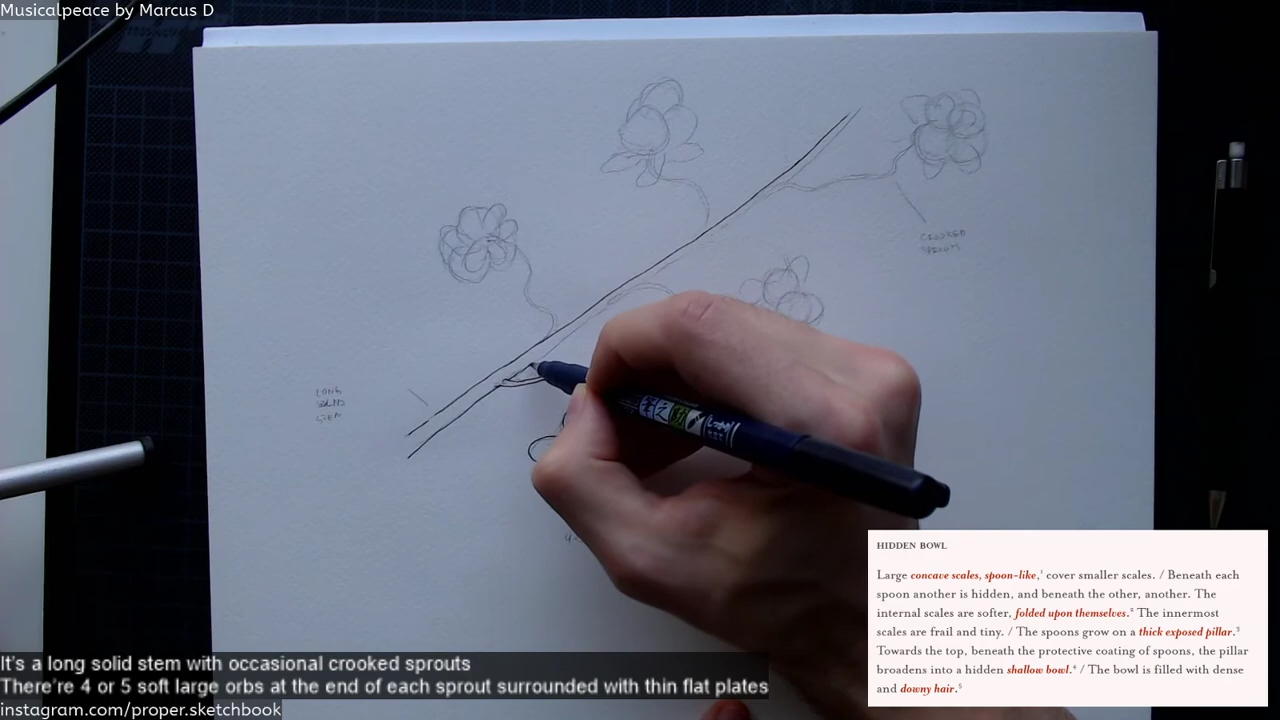 Musicalpeace by Marcus D
CROOKED
SPROUTS
LONG
SOLID
STEM
HIDDEN BOWL
Large concave scales, spoon-like,¹ cover smaller scales. / Beneath each
spoon another is hidden, and beneath the other, another. The
internal scales are softer, folded upon themselves.² The innermost
scales are frail and tiny. / The spoons grow on a thick exposed pillar.³
Towards the top, beneath the protective coating of spoons, the pillar
broadens into a hidden shallow bowl.⁴ / The bowl is filled with dense
and downy hair.⁵
It's a long solid stem with occasional crooked sprouts
There're 4 or 5 soft large orbs at the end of each sprout surrounded with thin flat plates
instagram.com/proper.sketchbook